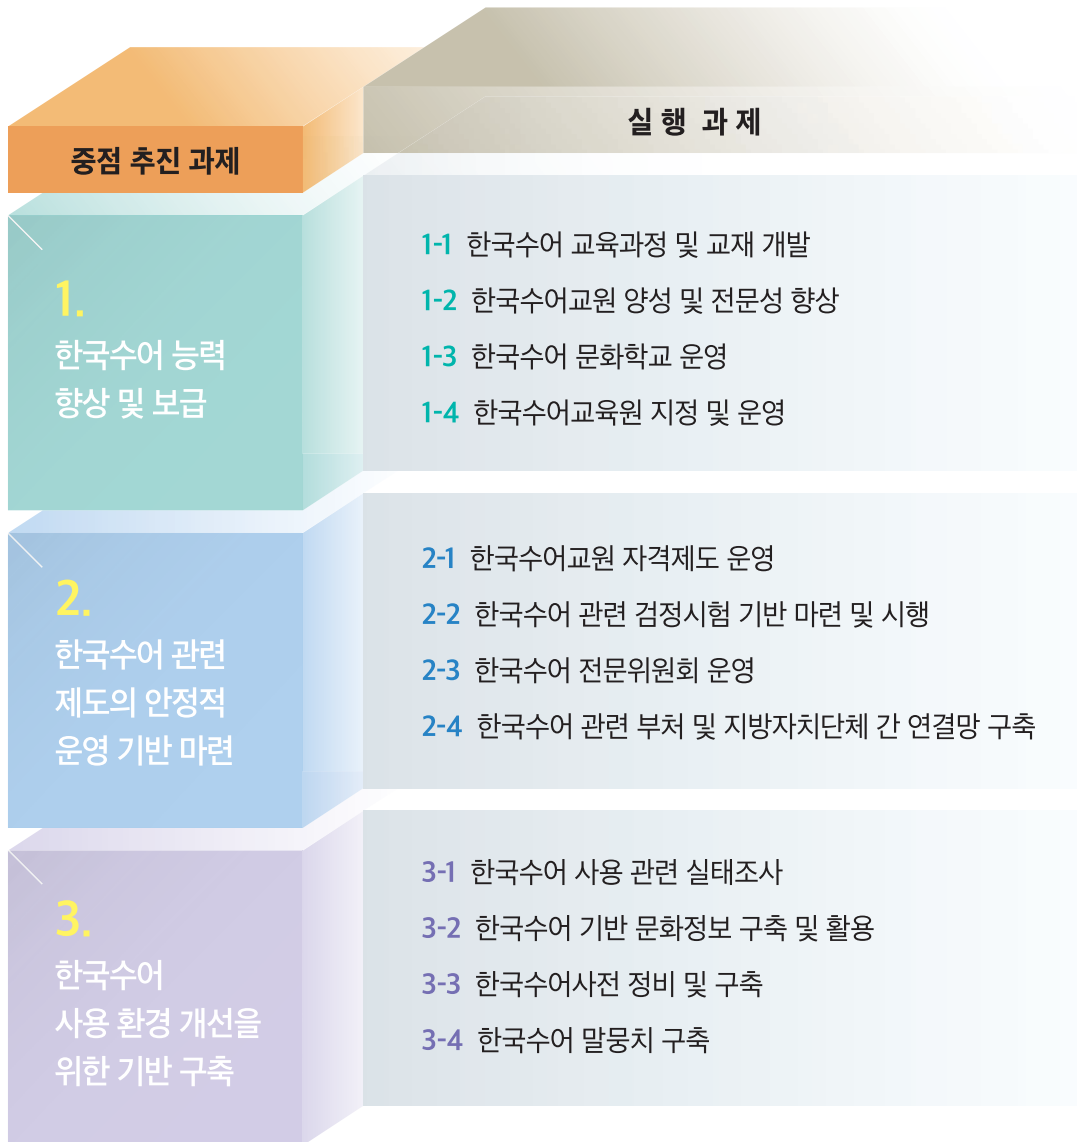 중점 추진 과제
실행 과제
1.
한국수어 능력
향상 및 보급
1-1 한국수어 교육과정 및 교재 개발
1-2 한국수어교원 양성 및 전문성 향상
1-3 한국수어 문화학교 운영
1-4 한국수어교육원 지정 및 운영
2.
한국수어 관련
제도의 안정적
운영 기반 마련
2-1 한국수어교원 자격제도 운영
2-2 한국수어 관련 검정시험 기반 마련 및 시행
2-3 한국수어 전문위원회 운영
2-4 한국수어 관련 부처 및 지방자치단체 간 연결망 구축
3.
한국수어
사용 환경 개선을
위한 기반 구축
3-1 한국수어 사용 관련 실태조사
3-2 한국수어 기반 문화정보 구축 및 활용
3-3 한국수어사전 정비 및 구축
3-4 한국수어 말뭉치 구축